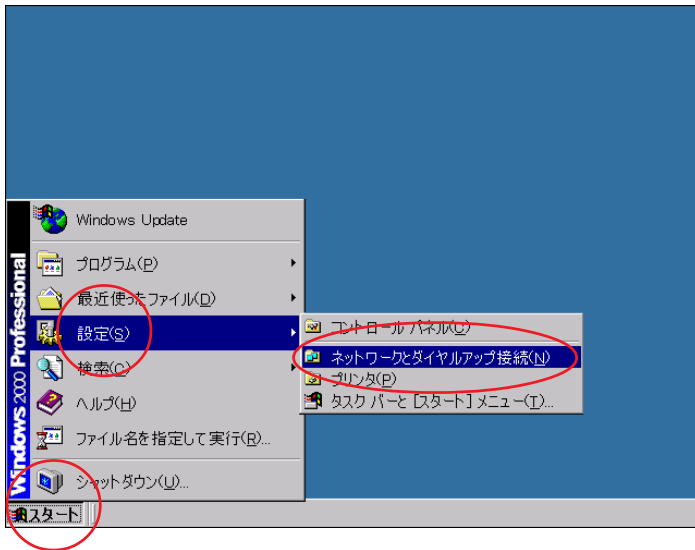 Windows Update
プログラム(P)
最近使ったファイル(D)
設定(S)
検索(C)
ヘルプ(H)
ファイル名を指定して実行(R)...
シャットダウン(U)...
Windows 2000 Professional
コントロール パネル(C)
ネットワークとダイヤルアップ接続(N)
プリンタ(P)
タスク バーと [スタート] メニュー(T)...
スタート